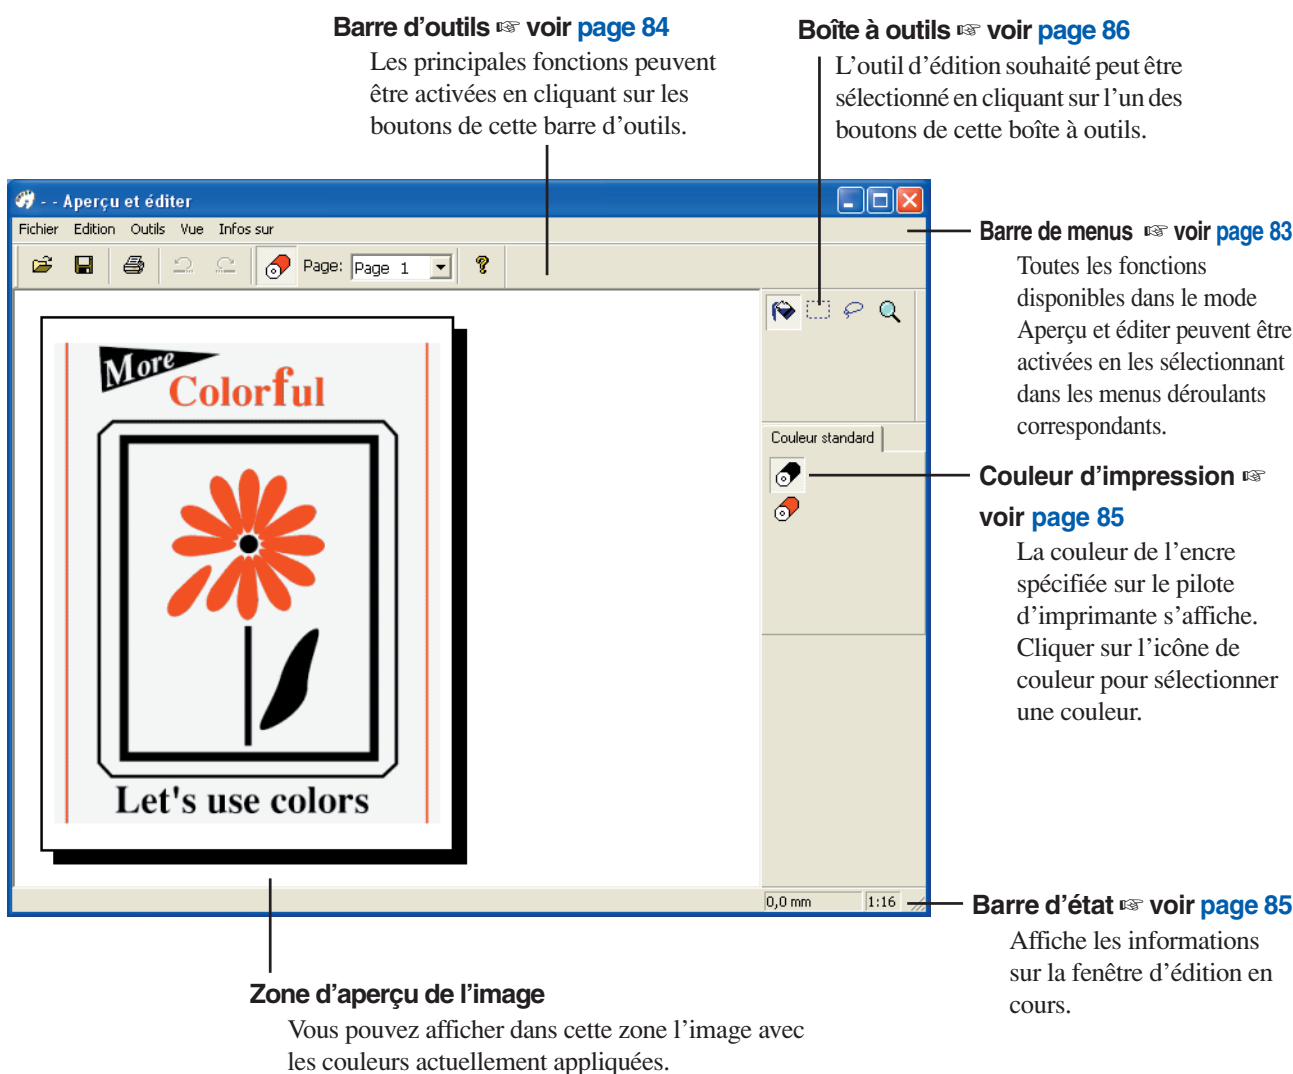 Barre d’outils ☞ voir page 84
Les principales fonctions peuvent
être activées en cliquant sur les
boutons de cette barre d’outils.
Boîte à outils ☞ voir page 86
L’outil d’édition souhaité peut être
sélectionné en cliquant sur l’un des
boutons de cette boîte à outils.
- - Aperçu et éditer
Fichier Edition Outils Vue Infos sur
Page: Page 1
More
Colorful
Let's use colors
Couleur standard
0,0 mm 1:16
Barre de menus ☞ voir page 83
Toutes les fonctions
disponibles dans le mode
Aperçu et éditer peuvent être
activées en les sélectionnant
dans les menus déroulants
correspondants.
Couleur d’impression ☞
voir page 85
La couleur de l’encre
spécifiée sur le pilote
d’imprimante s’affiche.
Cliquer sur l’icône de
couleur pour sélectionner
une couleur.
Barre d’état ☞ voir page 85
Affiche les informations
sur la fenêtre d’édition en
cours.
Zone d’aperçu de l’image
Vous pouvez afficher dans cette zone l’image avec
les couleurs actuellement appliquées.